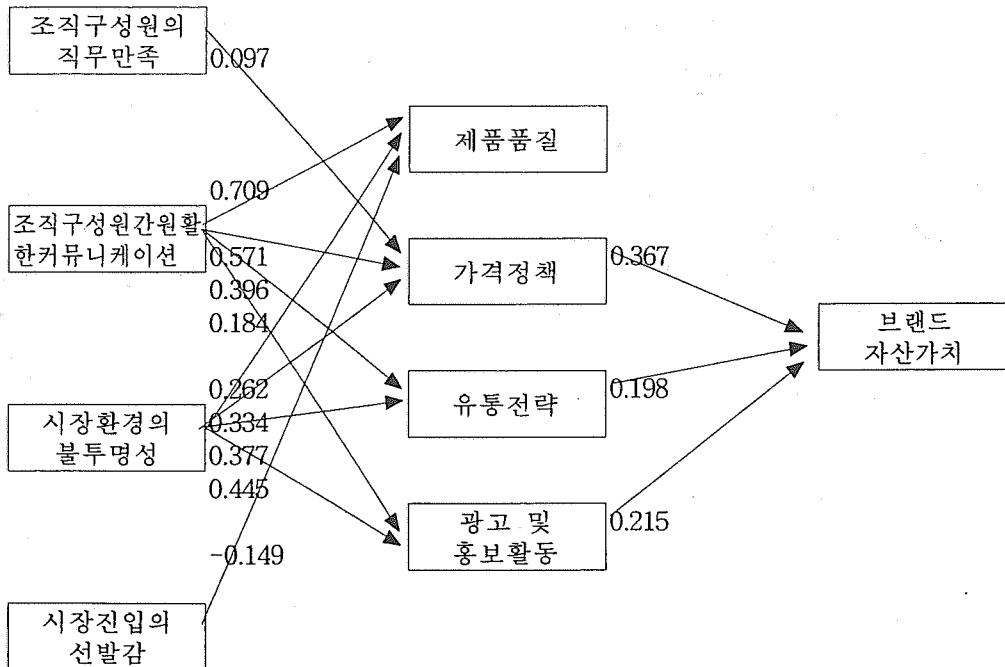 조직구성원의
직무만족
0.097
제품품질
0.709
조직구성원간원활
한커뮤니케이션
0.571
0.396
0.184
가격정책
0.367
브랜드
자산가치
0.262
0.334
0.377
0.445
시장환경의
불투명성
유통전략
0.198
광고 및
홍보활동
0.215
-0.149
시장진입의
선발감